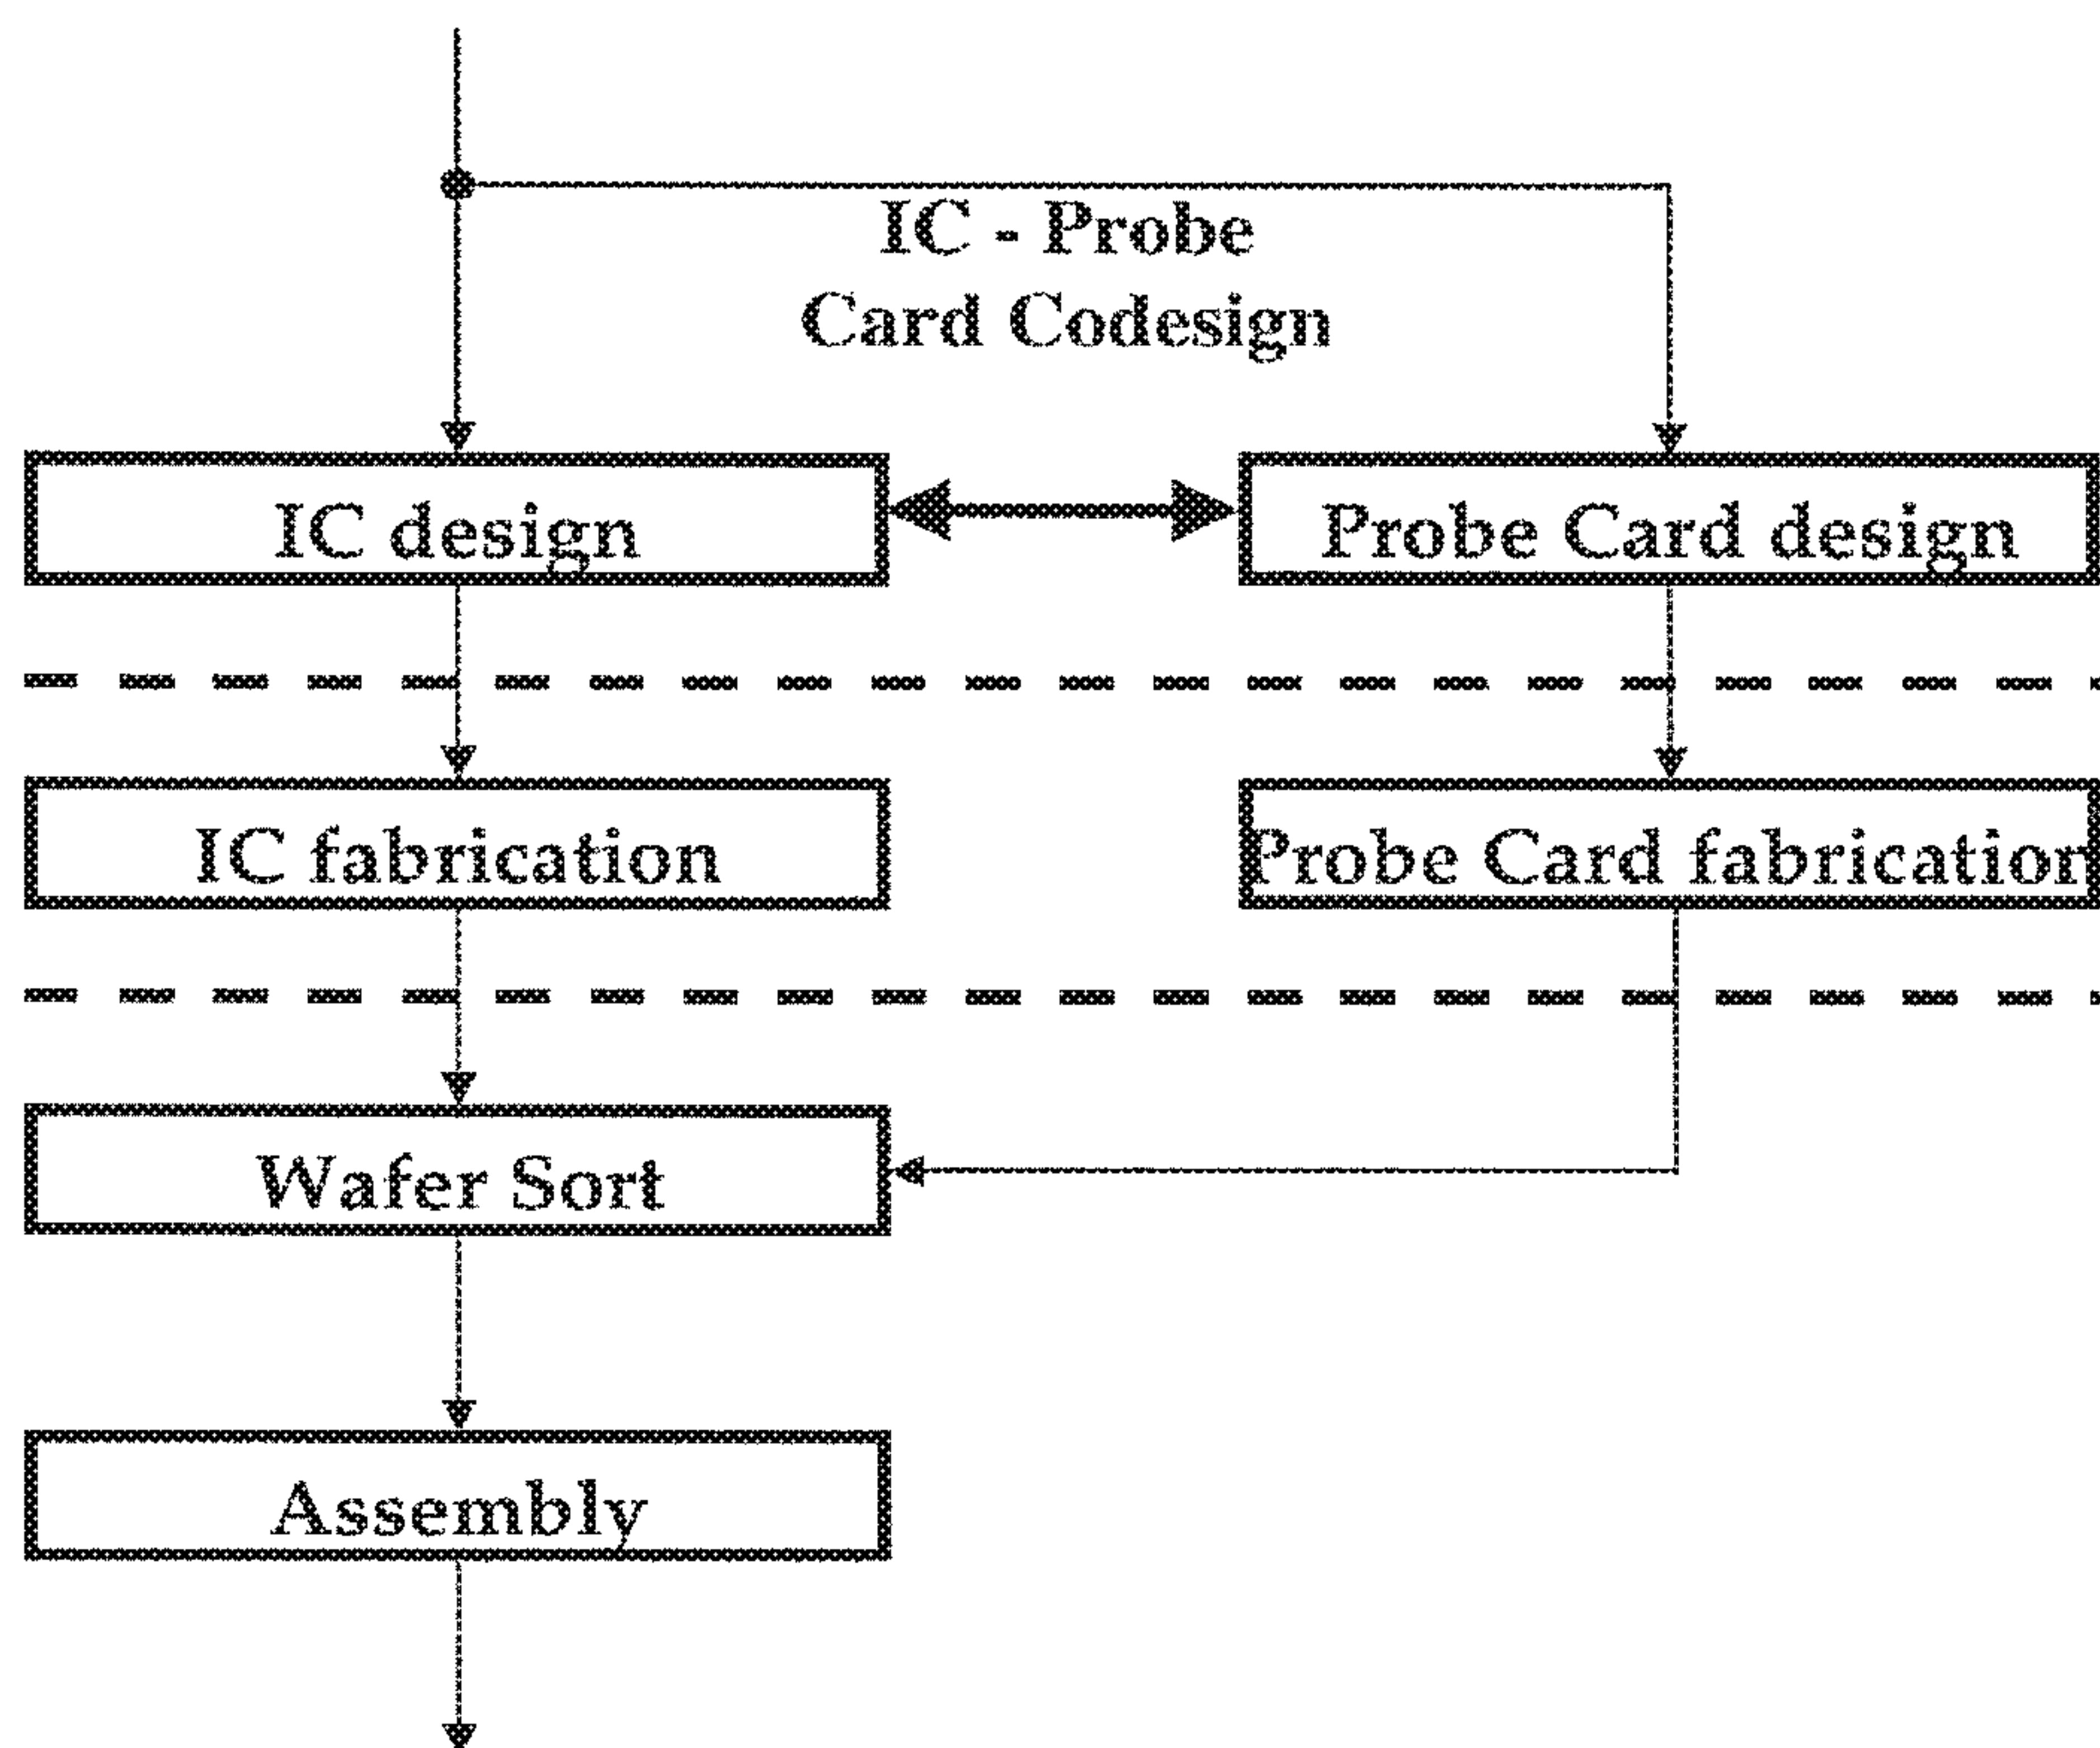 IC - Probe
Card Codesign
IC design
Probe Card design
IC fabrication
Probe Card fabrication
Wafer Sort
Assembly